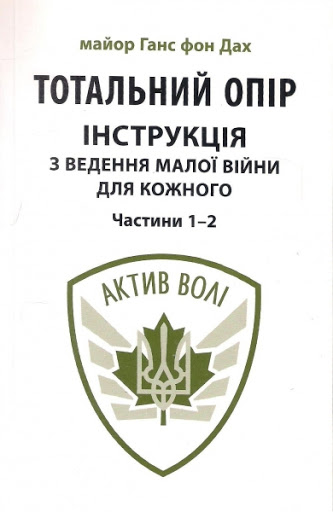 майор Ганс фон Дах
ТОТАЛЬНИЙ ОПІР
ІНСТРУКЦІЯ
З ВЕДЕННЯ МАЛОЇ ВІЙНИ
ДЛЯ КОЖНОГО
Частини 1–2
АКТИВ ВОЛІ